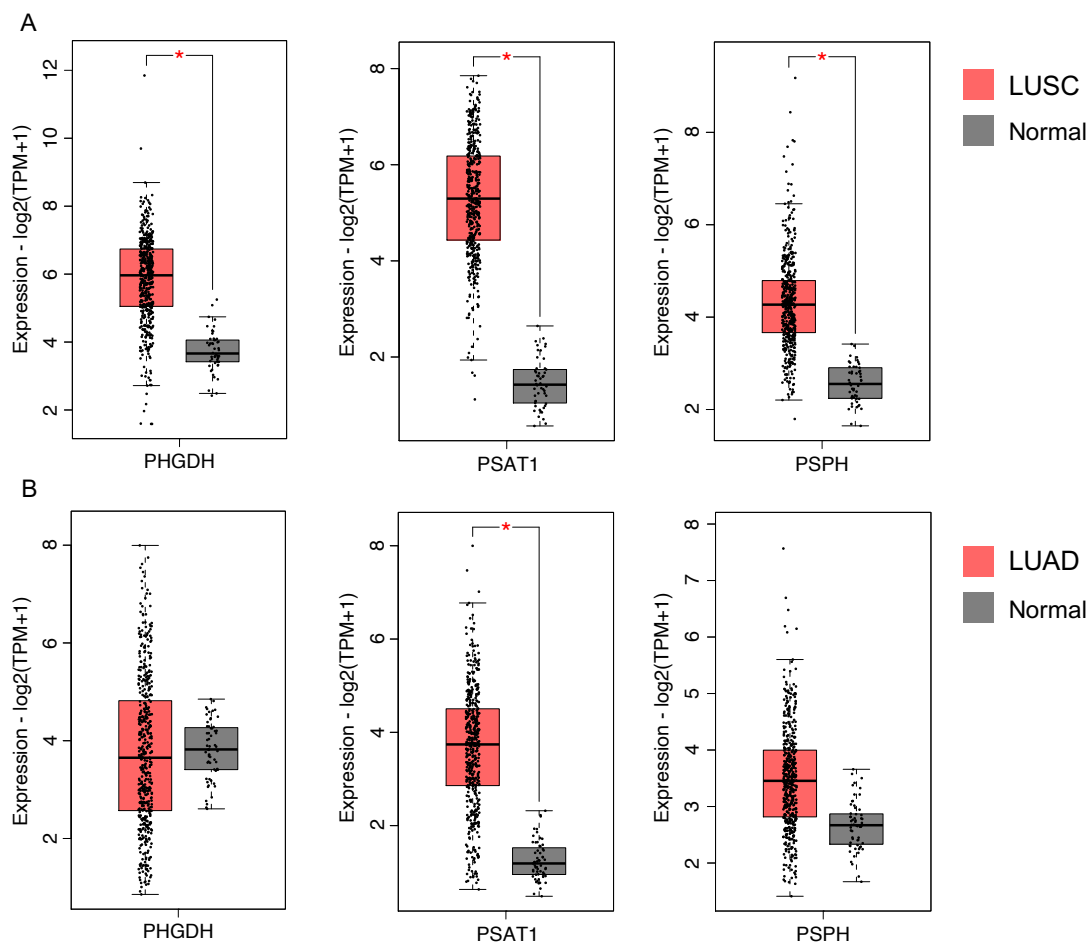 A
Expression - log2(TPM+1)
12
10
8
6
4
2
*
PHGDH
Expression - log2(TPM+1)
8
6
4
2
*
PSAT1
Expression - log2(TPM+1)
8
6
4
2
*
PSPH
LUSC
Normal
B
Expression - log2(TPM+1)
8
6
4
2
PHGDH
Expression - log2(TPM+1)
8
6
4
2
*
PSAT1
Expression - log2(TPM+1)
8
7
6
5
4
3
2
PSPH
LUAD
Normal